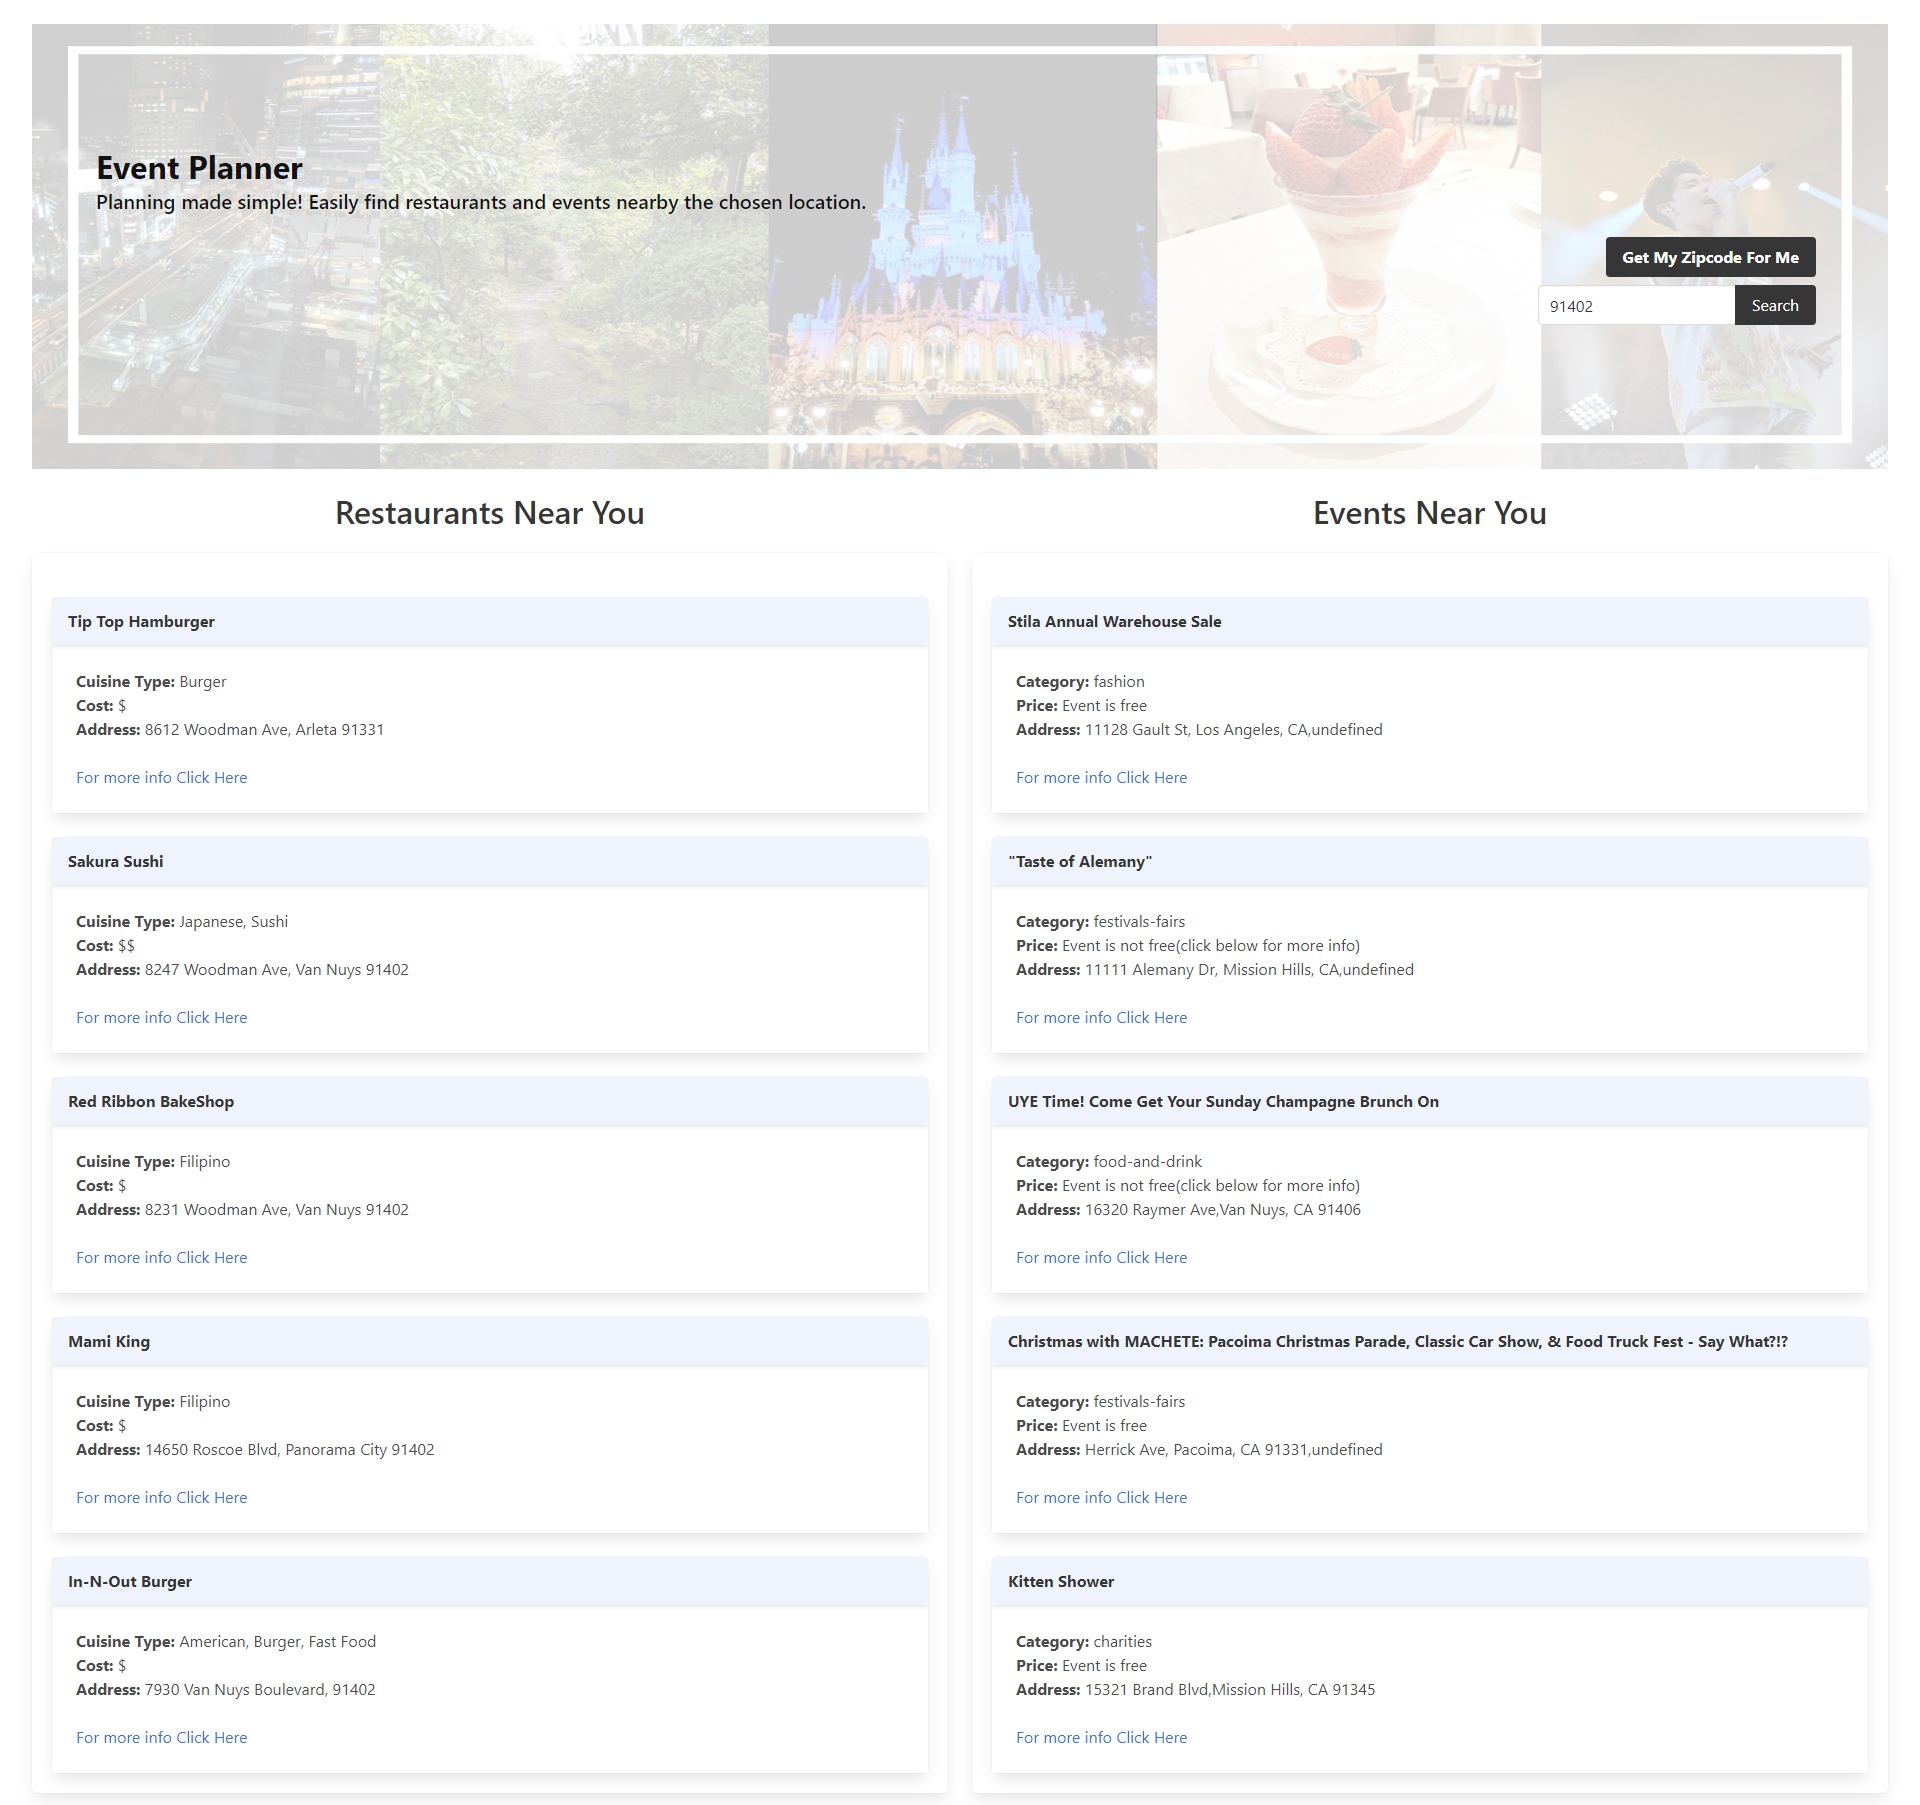 Event Planner
Planning made simple! Easily find restaurants and events nearby the chosen location.
Get My Zipcode For Me
91402
Search
Restaurants Near You
Tip Top Hamburger
Cuisine Type: Burger
Cost: $
Address: 8612 Woodman Ave, Arleta 91331
For more info Click Here
Sakura Sushi
Cuisine Type: Japanese, Sushi
Cost: $$
Address: 8247 Woodman Ave, Van Nuys 91402
For more info Click Here
Red Ribbon BakeShop
Cuisine Type: Filipino
Cost: $
Address: 8231 Woodman Ave, Van Nuys 91402
For more info Click Here
Mami King
Cuisine Type: Filipino
Cost: $
Address: 14650 Roscoe Blvd, Panorama City 91402
For more info Click Here
In-N-Out Burger
Cuisine Type: American, Burger, Fast Food
Cost: $
Address: 7930 Van Nuys Boulevard, 91402
For more info Click Here
Events Near You
Stila Annual Warehouse Sale
Category: fashion
Price: Event is free
Address: 11128 Gault St, Los Angeles, CA,undefined
For more info Click Here
"Taste of Alemany"
Category: festivals-fairs
Price: Event is not free(click below for more info)
Address: 11111 Alemany Dr, Mission Hills, CA,undefined
For more info Click Here
UYE Time! Come Get Your Sunday Champagne Brunch On
Category: food-and-drink
Price: Event is not free(click below for more info)
Address: 16320 Raymer Ave,Van Nuys, CA 91406
For more info Click Here
Christmas with MACHETE: Pacoima Christmas Parade, Classic Car Show, & Food Truck Fest - Say What?!?
Category: festivals-fairs
Price: Event is free
Address: Herrick Ave, Pacoima, CA 91331,undefined
For more info Click Here
Kitten Shower
Category: charities
Price: Event is free
Address: 15321 Brand Blvd,Mission Hills, CA 91345
For more info Click Here